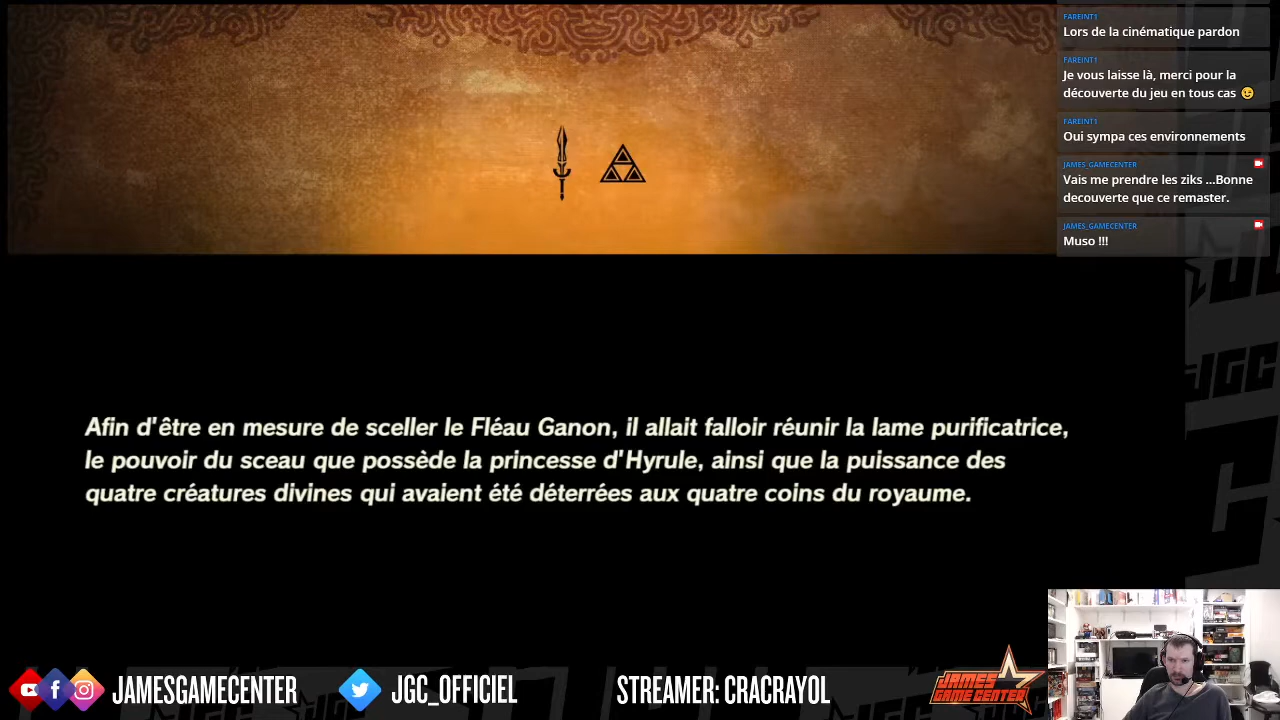 FAREINT1
Lors de la cinématique pardon
FAREINT1
Je vous laisse là, merci pour la
découverte du jeu en tous cas 😉
FAREINT1
Oui sympa ces environnements
JAMES_GAMECENTER
Vais me prendre les ziks ...Bonne
decouverte que ce remaster.
JAMES_GAMECENTER
Muso !!!
Afin d'être en mesure de sceller le Fléau Ganon, il allait falloir réunir la lame purificatrice,
le pouvoir du sceau que possède la princesse d'Hyrule, ainsi que la puissance des
quatre créatures divines qui avaient été déterrées aux quatre coins du royaume.
JAMESGAMECENTER
JGC_OFFICIEL
STREAMER: CRACRAYOL
JAMES
GAME CENTER